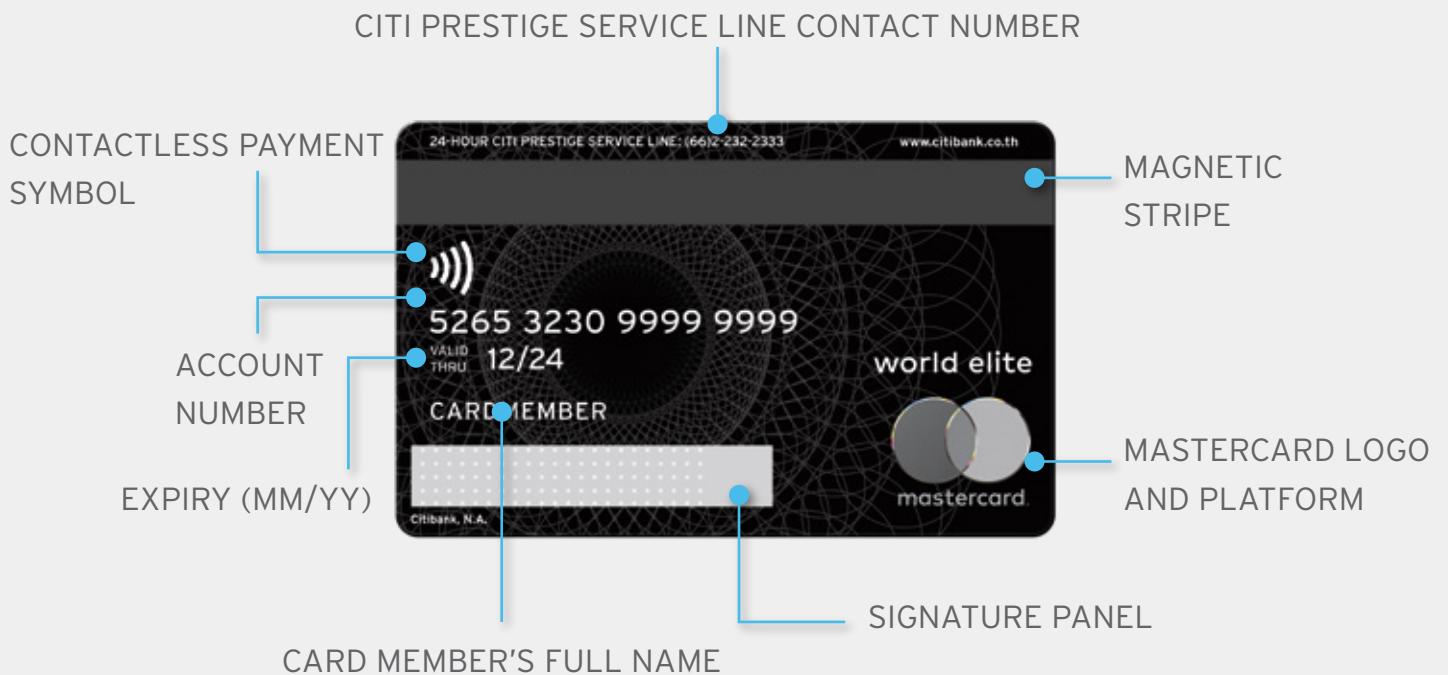 CITI PRESTIGE SERVICE LINE CONTACT NUMBER
CONTACTLESS PAYMENT
SYMBOL
24-HOUR CITI PRESTIGE SERVICE LINE: (66)2-232-2333
www.citibank.co.th
MAGNETIC
STRIPE
5265 3230 9999 9999
VALID
THRU
12/24
ACCOUNT
NUMBER
world elite
CARD MEMBER
EXPIRY (MM/YY)
mastercard.
MASTERCARD LOGO
AND PLATFORM
Citibank, N.A.
SIGNATURE PANEL
CARD MEMBER'S FULL NAME